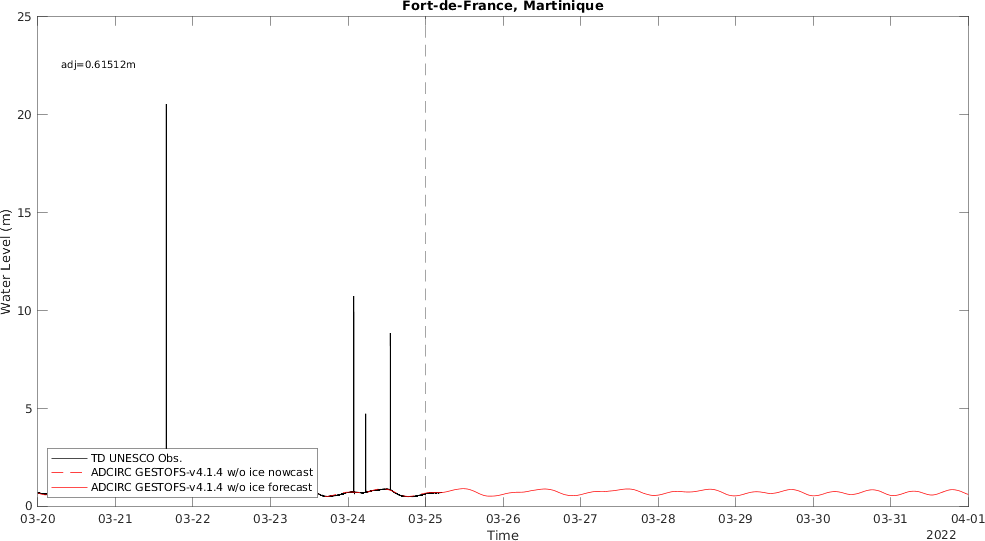 Fort-de-France, Martinique
25
adj=0.61512m
20
15
Water Level (m)
10
5
TD UNESCO Obs.
ADCIRC GESTOFS-v4.1.4 w/o ice nowcast
ADCIRC GESTOFS-v4.1.4 w/o ice forecast
0
03-20 03-21 03-22 03-23 03-24 03-25 03-26 03-27 03-28 03-29 03-30 03-31 04-01
Time
2022